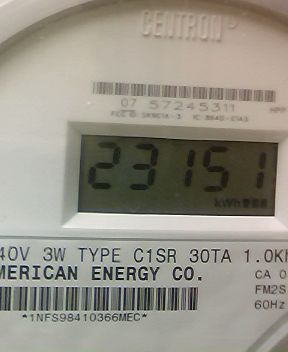 CENTRON
07 57245311
23151
kWh
40V 3W TYPE C1SR 30TA 1.0K
MERICAN ENERGY CO.
CA 0
FM2S
60Hz
*1NFS98410366MEC*